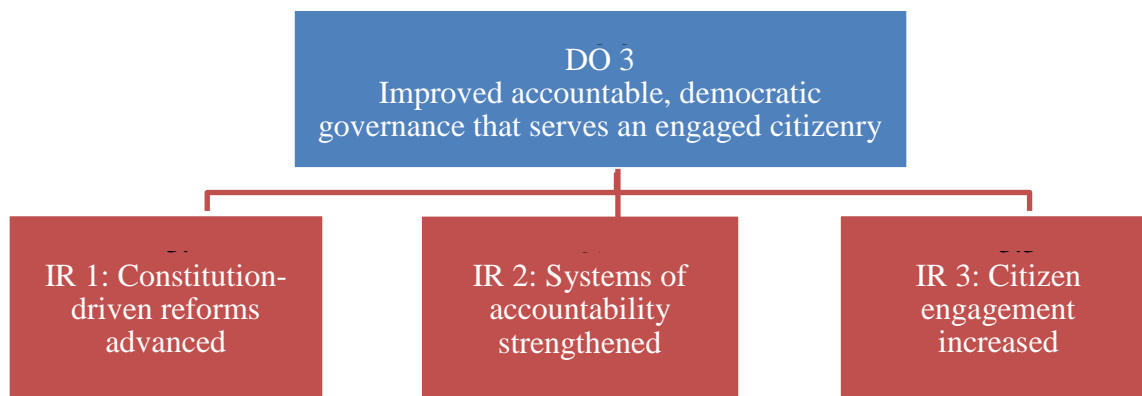 DO 3
Improved accountable, democratic
governance that serves an engaged citizenry
IR 1: Constitution-
driven reforms
advanced
IR 2: Systems of
accountability
strengthened
IR 3: Citizen
engagement
increased